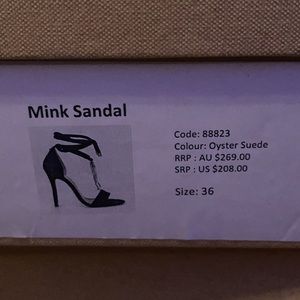 Mink Sandal
Code: 88823
Colour: Oyster Suede
RRP : AU $269.00
SRP : US $208.00
Size: 36